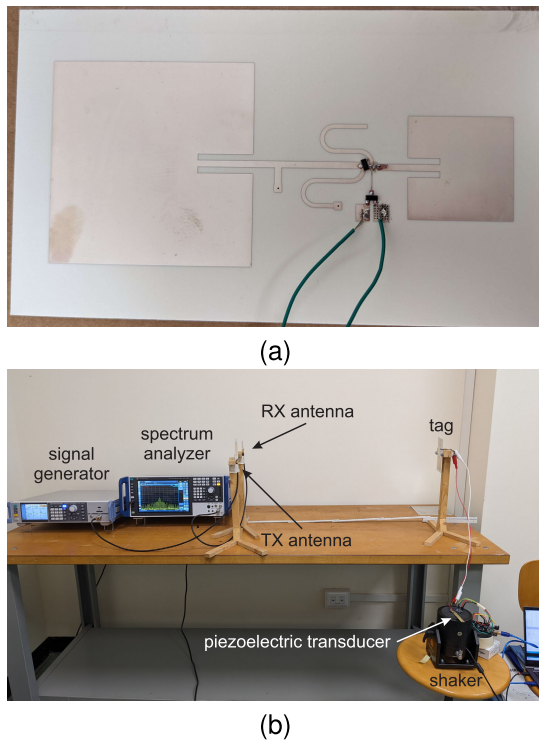 (a)
RX antenna
tag
spectrum
analyzer
signal
generator
TX antenna
piezoelectric transducer
shaker
(b)